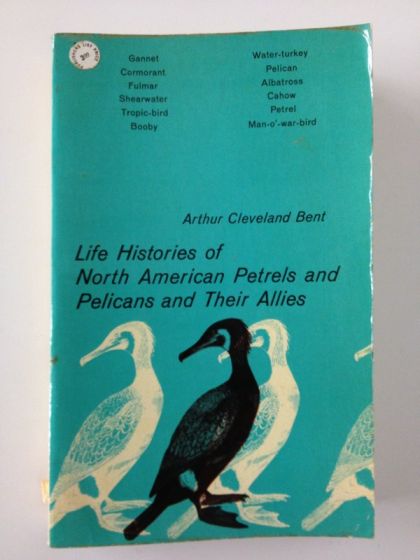 Gannet
Cormorant
Fulmar
Shearwater
Tropic-bird
Booby
Water-turkey
Pelican
Albatross
Cahow
Petrel
Man-o'-war-bird
Arthur Cleveland Bent
Life Histories of
North American Petrels and
Pelicans and Their Allies